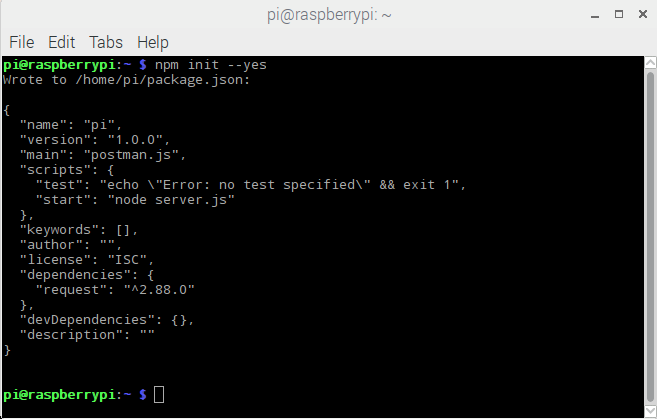 pi@raspberrypi: ~
File Edit Tabs Help
pi@raspberrypi:~ $ npm init --yes
Wrote to /home/pi/package.json:
{
  "name": "pi",
  "version": "1.0.0",
  "main": "postman.js",
  "scripts": {
    "test": "echo \"Error: no test specified\" && exit 1",
    "start": "node server.js"
  },
  "keywords": [],
  "author": "",
  "license": "ISC",
  "dependencies": {
    "request": "^2.88.0"
  },
  "devDependencies": {},
  "description": ""
}
pi@raspberrypi:~ $